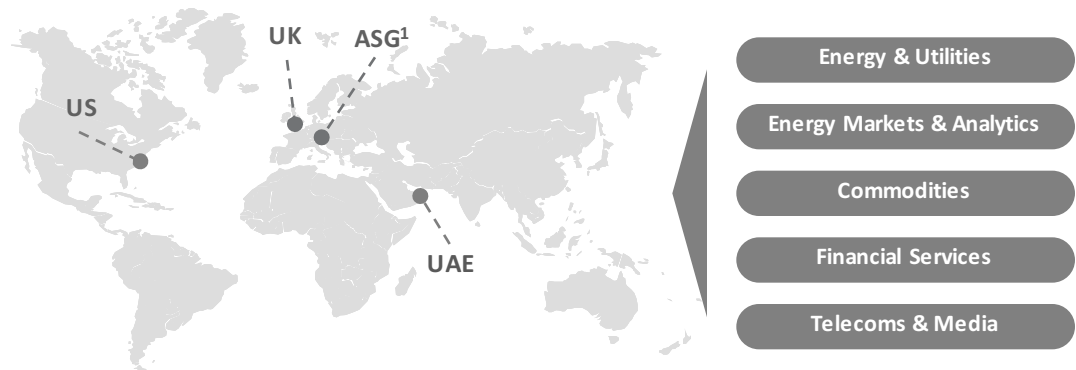 UK
ASG¹
US
UAE
Energy & Utilities
Energy Markets & Analytics
Commodities
Financial Services
Telecoms & Media